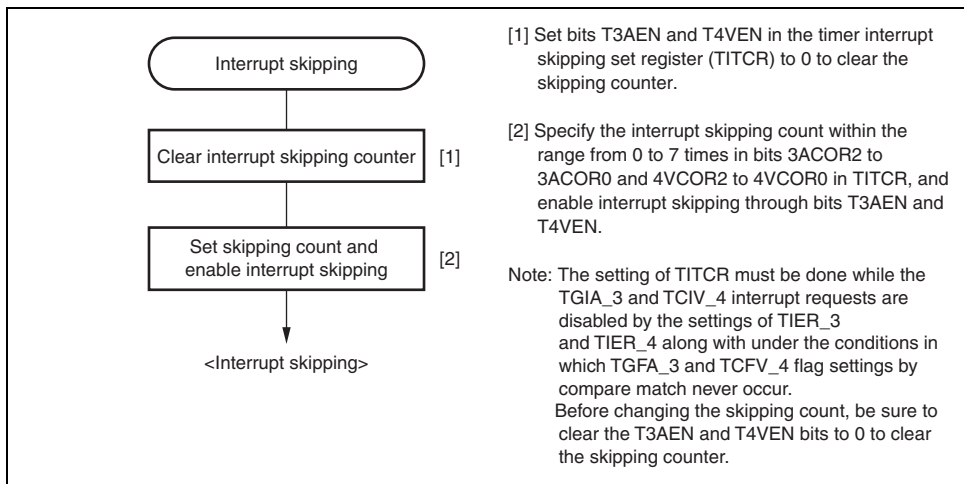 Interrupt skipping
Clear interrupt skipping counter
[1]
Set skipping count and
enable interrupt skipping
[2]
<Interrupt skipping>
[1] Set bits T3AEN and T4VEN in the timer interrupt
skipping set register (TITCR) to 0 to clear the
skipping counter.
[2] Specify the interrupt skipping count within the
range from 0 to 7 times in bits 3ACOR2 to
3ACOR0 and 4VCOR2 to 4VCOR0 in TITCR, and
enable interrupt skipping through bits T3AEN and
T4VEN.
Note: The setting of TITCR must be done while the
TGIA_3 and TCIV_4 interrupt requests are
disabled by the settings of TIER_3
and TIER_4 along with under the conditions in
which TGFA_3 and TCFV_4 flag settings by
compare match never occur.
Before changing the skipping count, be sure to
clear the T3AEN and T4VEN bits to 0 to clear
the skipping counter.